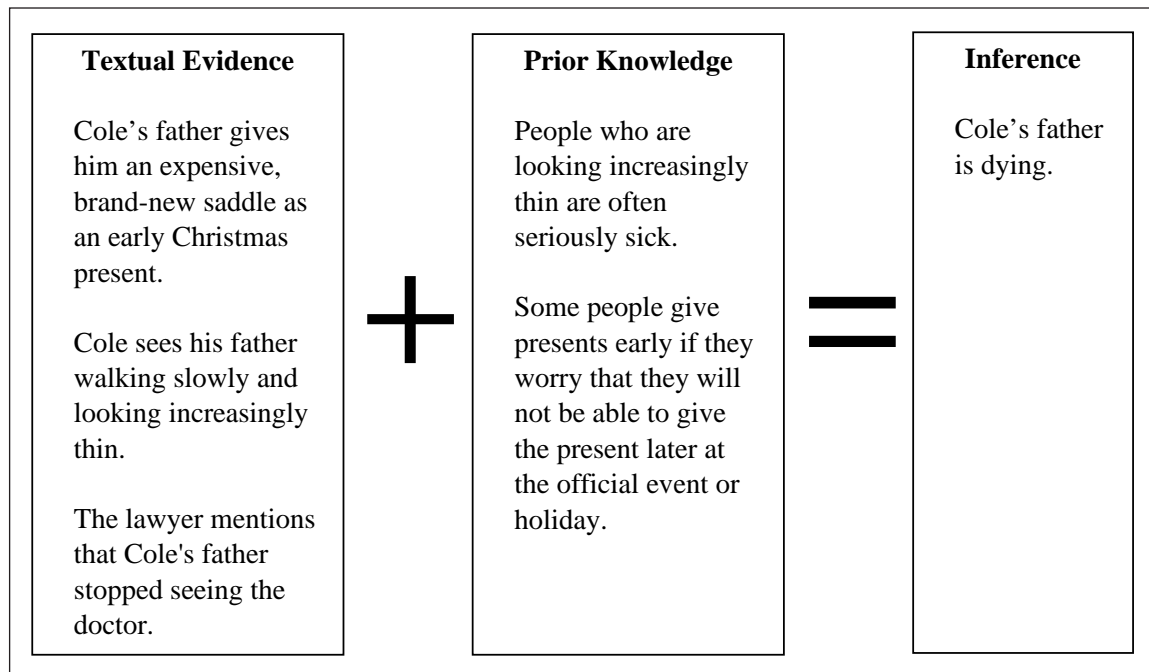 Textual Evidence
Cole’s father gives
him an expensive,
brand-new saddle as
an early Christmas
present.
Cole sees his father
walking slowly and
looking increasingly
thin.
The lawyer mentions
that Cole's father
stopped seeing the
doctor.
+
Prior Knowledge
People who are
looking increasingly
thin are often
seriously sick.
Some people give
presents early if they
worry that they will
not be able to give
the present later at
the official event or
holiday.
=
Inference
Cole’s father
is dying.